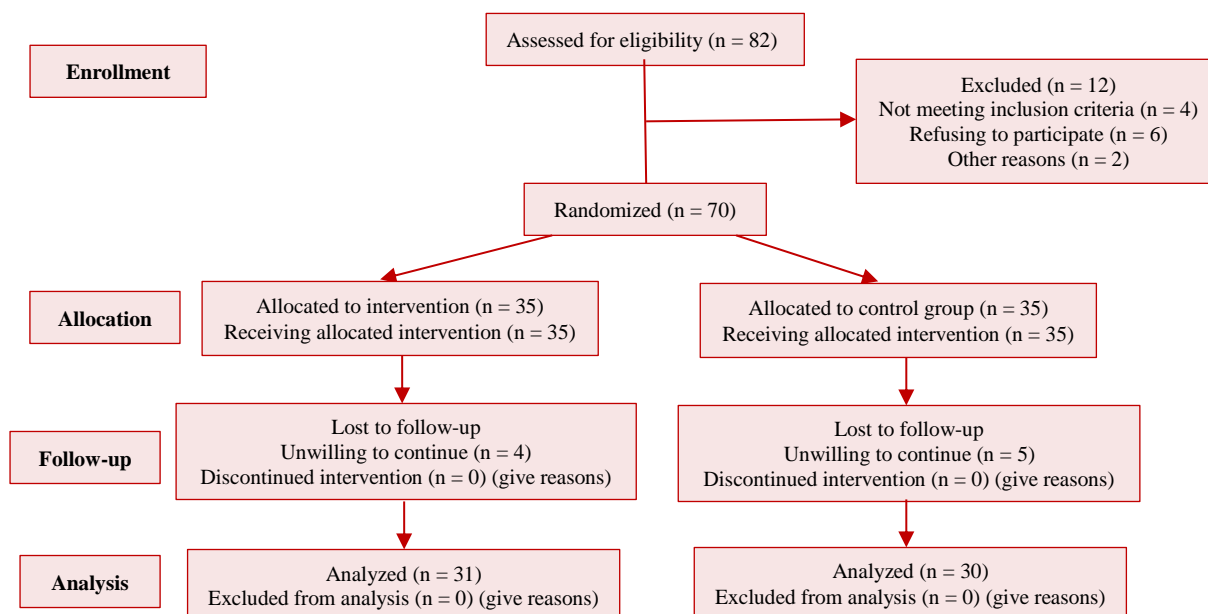 Assessed for eligibility (n = 82)
Enrollment
Excluded (n = 12)
Not meeting inclusion criteria (n = 4)
Refusing to participate (n = 6)
Other reasons (n = 2)
Randomized (n = 70)
Allocation
Allocated to intervention (n = 35)
Receiving allocated intervention (n = 35)
Allocated to control group (n = 35)
Receiving allocated intervention (n = 35)
Follow-up
Lost to follow-up
Unwilling to continue (n = 4)
Discontinued intervention (n = 0) (give reasons)
Lost to follow-up
Unwilling to continue (n = 5)
Discontinued intervention (n = 0) (give reasons)
Analysis
Analyzed (n = 31)
Excluded from analysis (n = 0) (give reasons)
Analyzed (n = 30)
Excluded from analysis (n = 0) (give reasons)